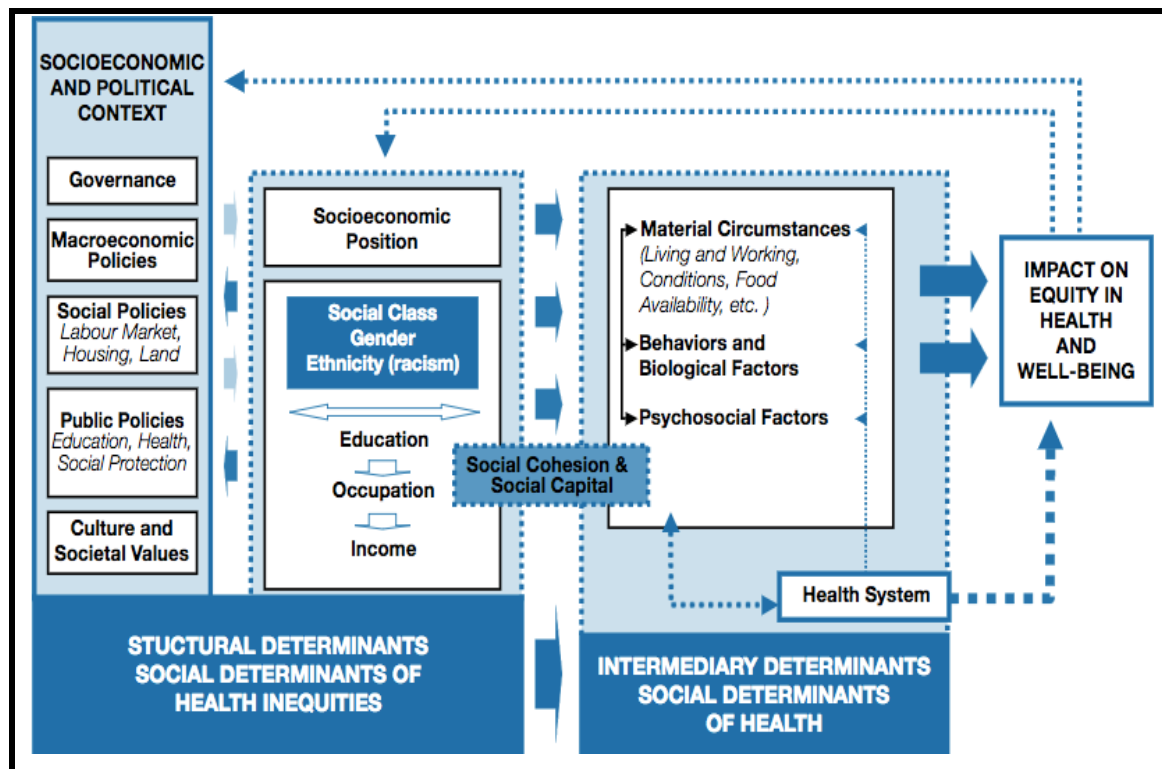 SOCIOECONOMIC
AND POLITICAL
CONTEXT
Governance
Macroeconomic
Policies
Social Policies
Labour Market,
Housing, Land
Public Policies
Education, Health,
Social Protection
Culture and
Societal Values
Socioeconomic
Position
Social Class
Gender
Ethnicity (racism)
Education
Occupation
Income
Social Cohesion &
Social Capital
Material Circumstances
(Living and Working,
Conditions, Food
Availability, etc. )
Behaviors and
Biological Factors
Psychosocial Factors
Health System
IMPACT ON
EQUITY IN
HEALTH
AND
WELL-BEING
STUCTURAL DETERMINANTS
SOCIAL DETERMINANTS OF
HEALTH INEQUITIES
INTERMEDIARY DETERMINANTS
SOCIAL DETERMINANTS
OF HEALTH